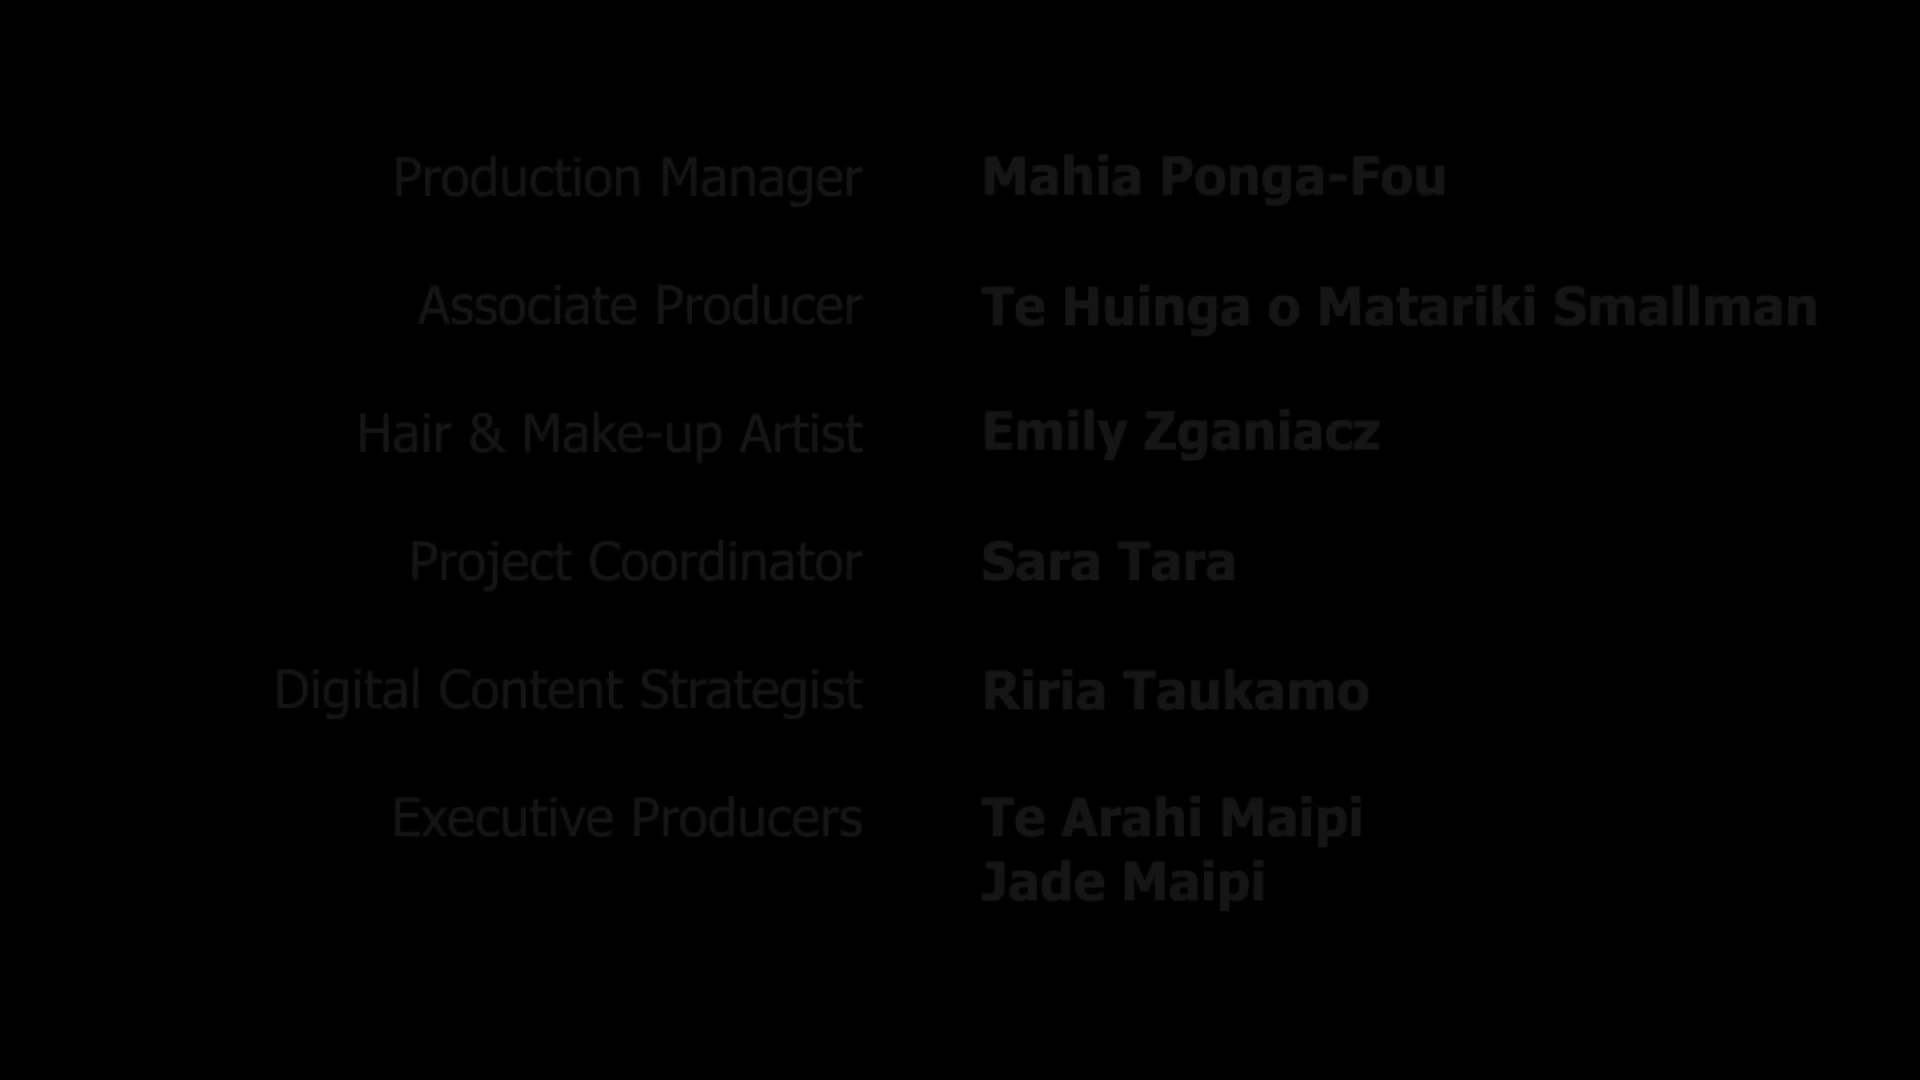 Production Manager Mahia Ponga-Fou
Associate Producer Te Huinga o Matariki Smallman
Hair & Make-up Artist Emily Zganiacz
Project Coordinator Sara Tara
Digital Content Strategist Riria Taukamo
Executive Producers Te Arahi Maipi
Jade Maipi